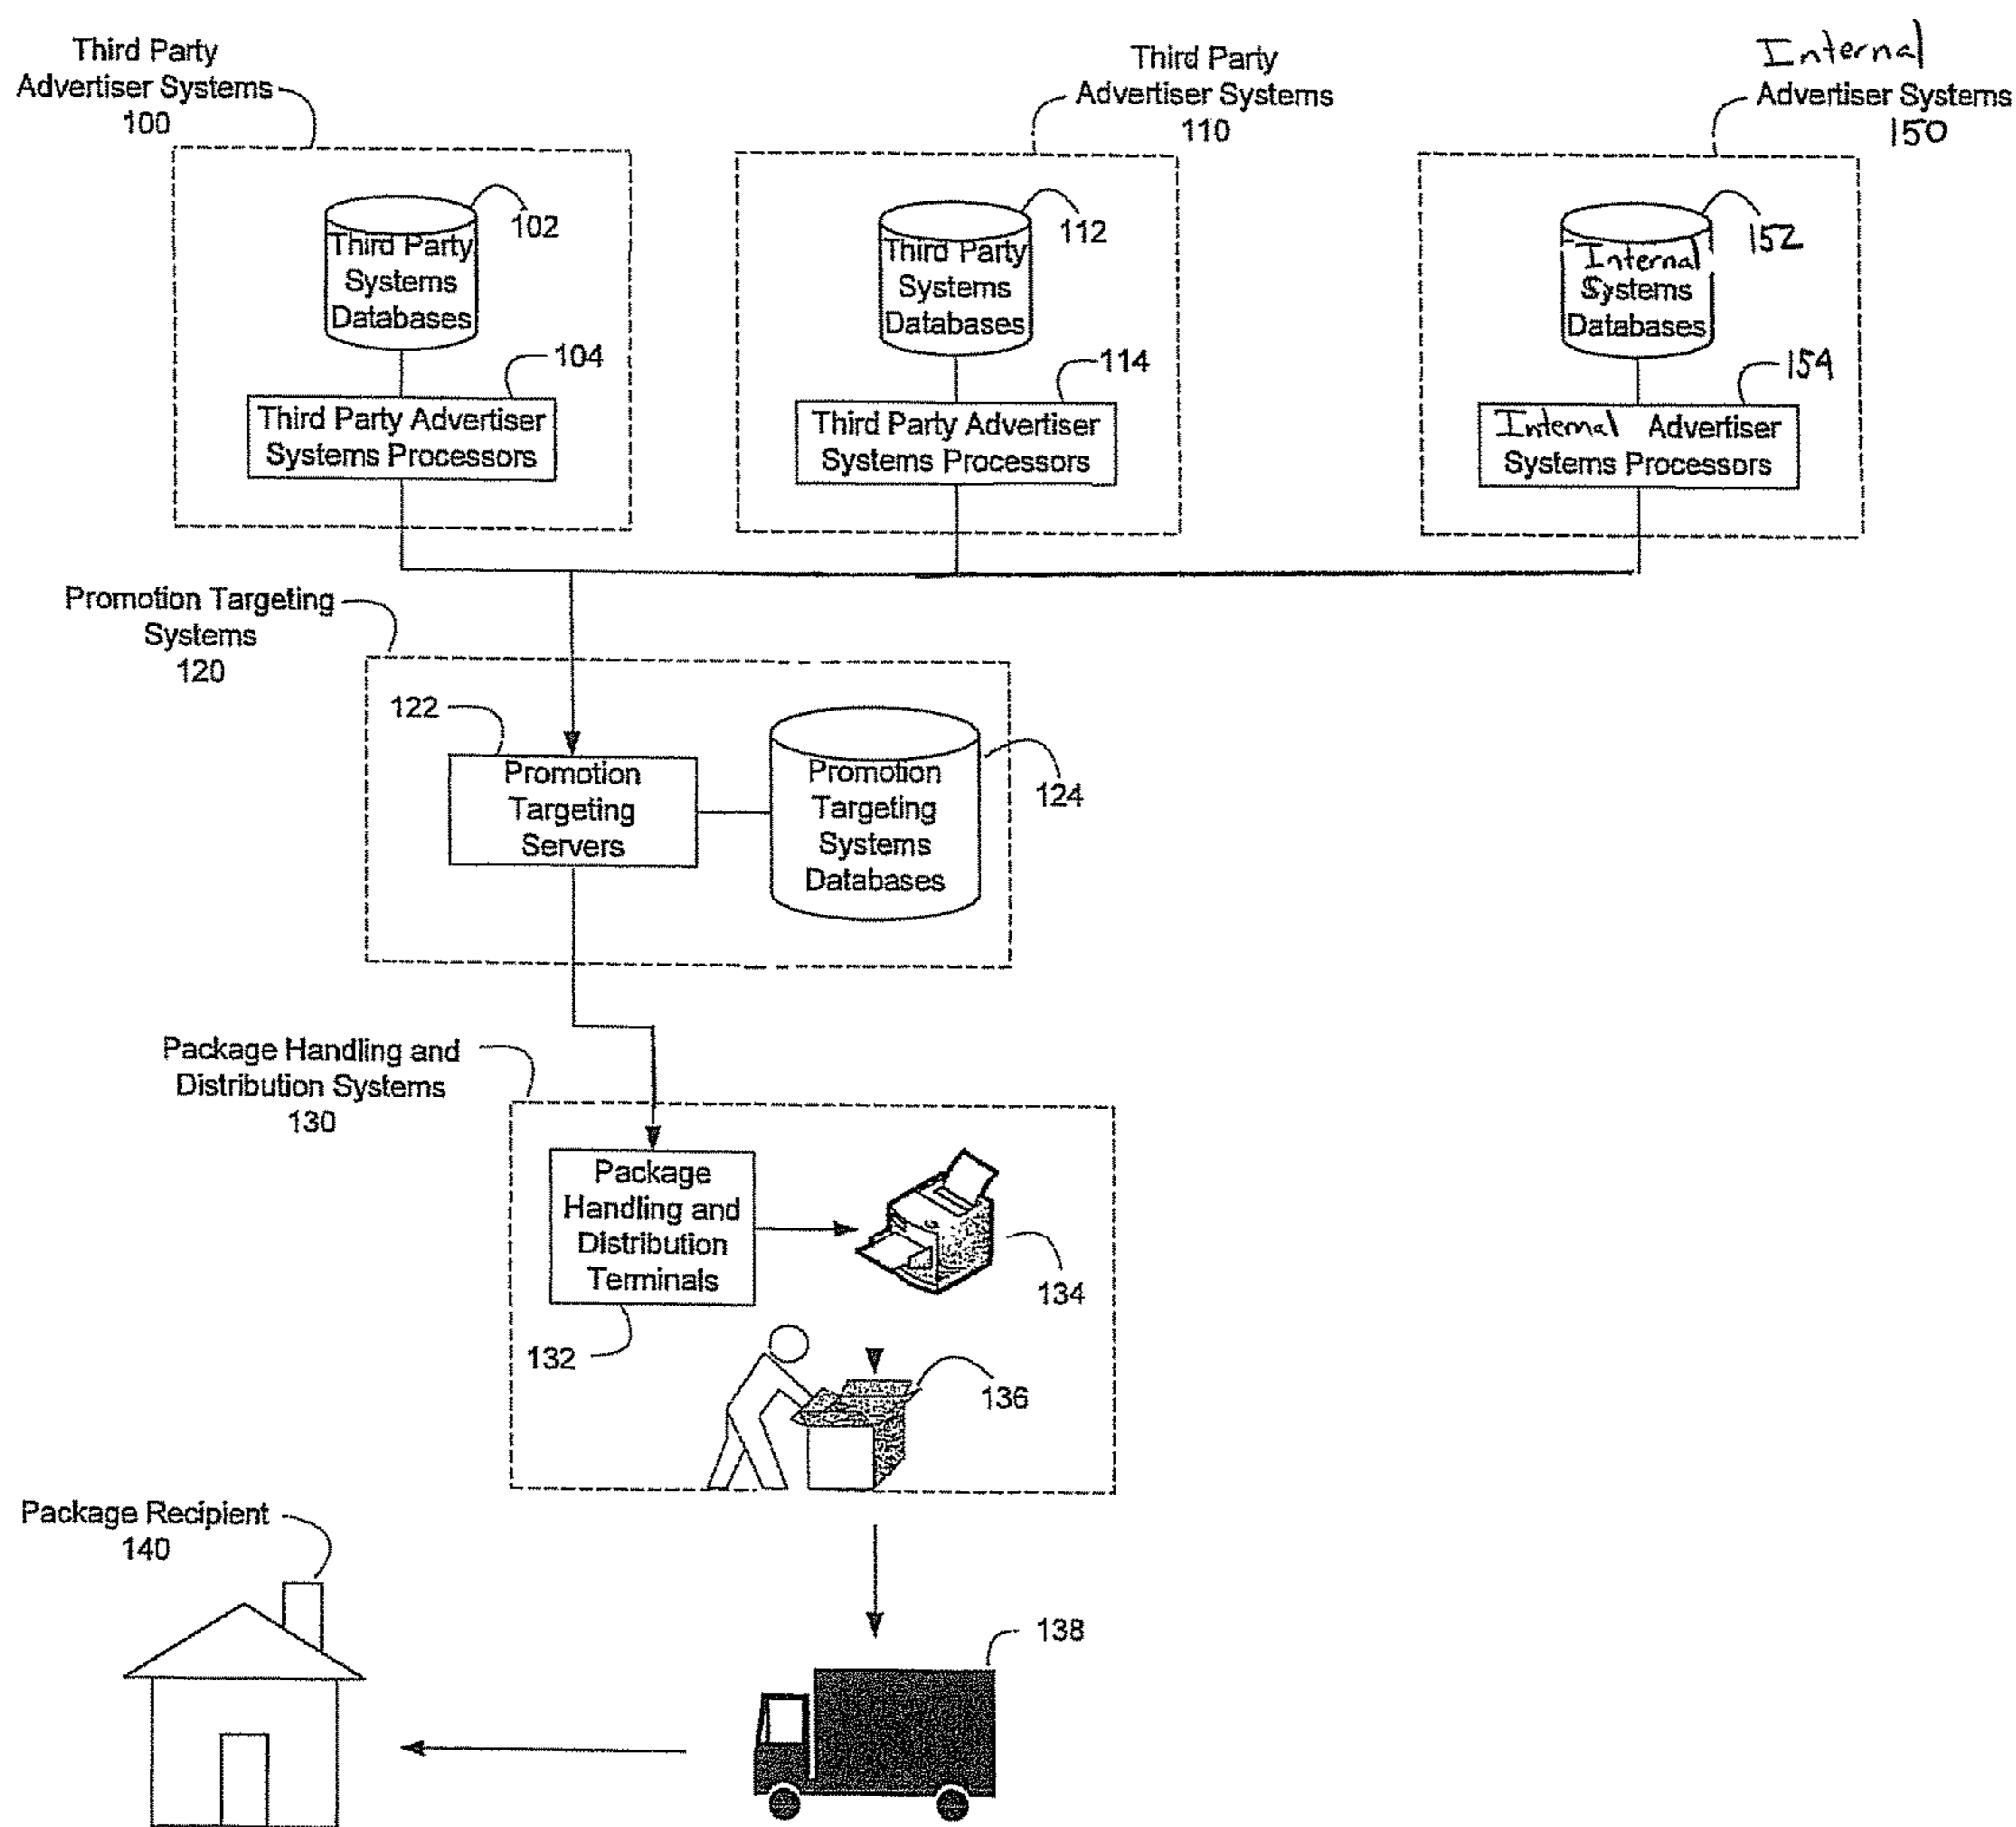 Third Party
Advertiser Systems
100
Third Party
Advertiser Systems
110
Internal
Advertiser Systems
150
102
Third Party
Systems
Databases
104
Third Party Advertiser
Systems Processors
112
Third Party
Systems
Databases
114
Third Party Advertiser
Systems Processors
152
Internal
Systems
Databases
154
Internal Advertiser
Systems Processors
Promotion Targeting
Systems
120
122
Promotion
Targeting
Servers
Promotion
Targeting
Systems
Databases
124
Package Handling and
Distribution Systems
130
Package
Handling and
Distribution
Terminals
132
134
136
Package Recipient
140
138